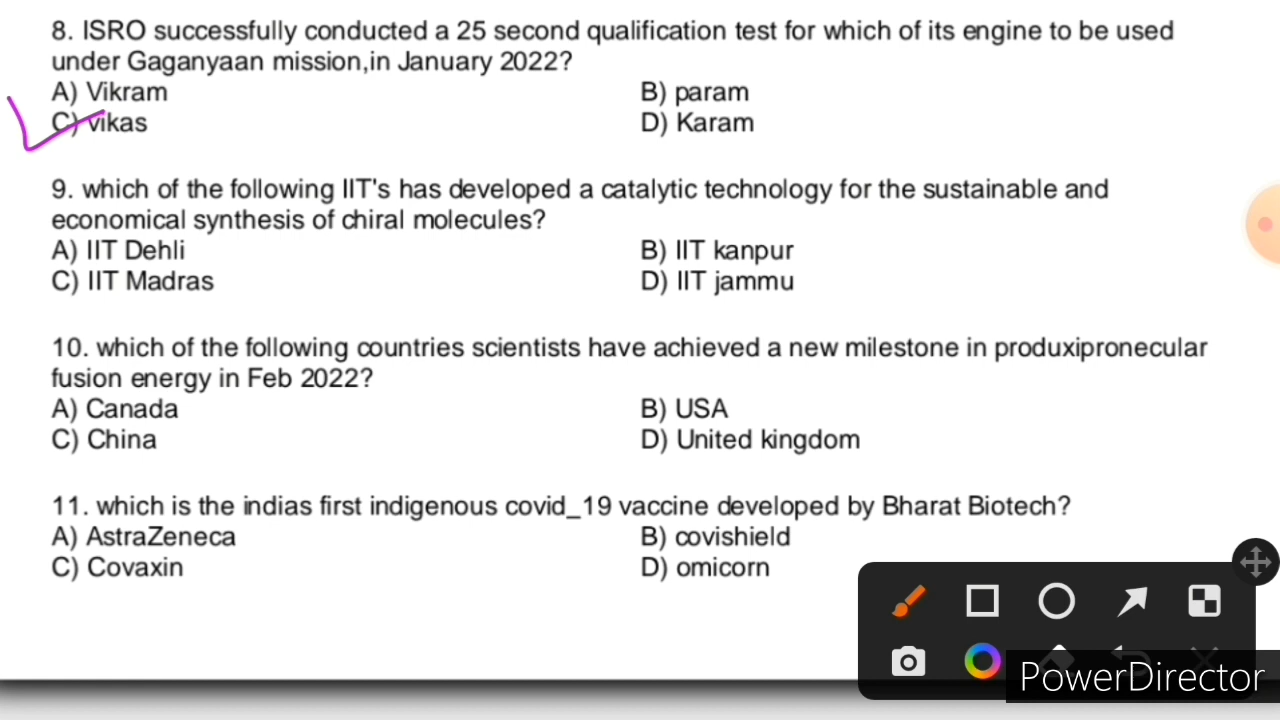 8. ISRO successfully conducted a 25 second qualification test for which of its engine to be used
under Gaganyaan mission,in January 2022?
A) Vikram B) param
C) vikas D) Karam
9. which of the following IIT's has developed a catalytic technology for the sustainable and
economical synthesis of chiral molecules?
A) IIT Dehli B) IIT kanpur
C) IIT Madras D) IIT jammu
10. which of the following countries scientists have achieved a new milestone in produxipronecular
fusion energy in Feb 2022?
A) Canada B) USA
C) China D) United kingdom
11. which is the indias first indigenous covid_19 vaccine developed by Bharat Biotech?
A) AstraZeneca B) covishield
C) Covaxin D) omicorn
PowerDirector